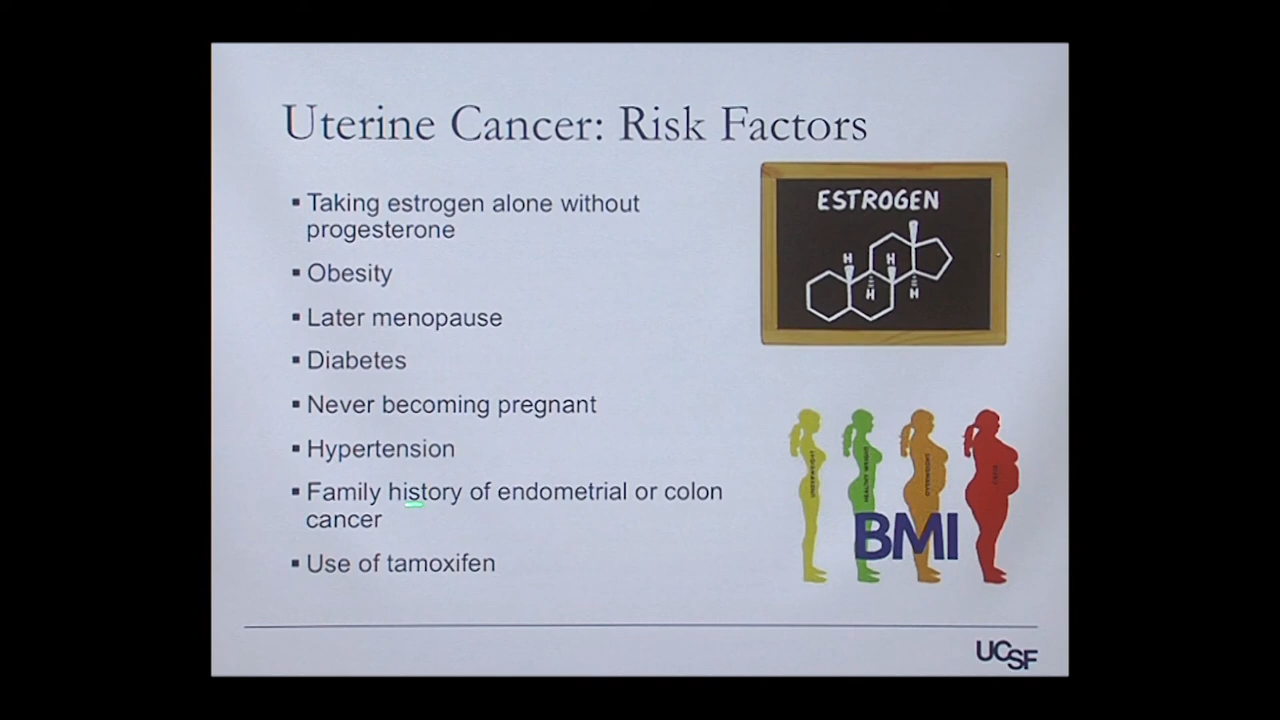 Uterine Cancer: Risk Factors
▪ Taking estrogen alone without
progesterone
▪ Obesity
▪ Later menopause
▪ Diabetes
▪ Never becoming pregnant
▪ Hypertension
▪ Family history of endometrial or colon
cancer
▪ Use of tamoxifen
ESTROGEN
H H
H H
BMI
UCSF